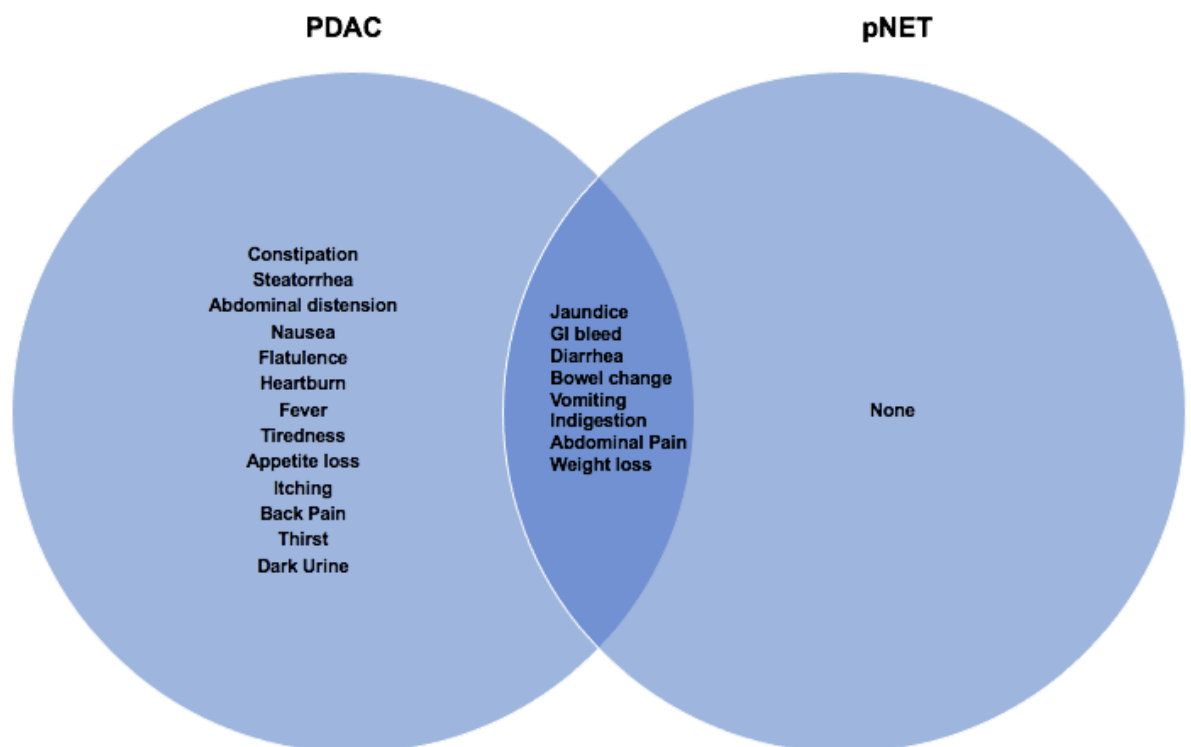 PDAC
pNET
Constipation
Steatorrhea
Abdominal distension
Nausea
Flatulence
Heartburn
Fever
Tiredness
Appetite loss
Itching
Back Pain
Thirst
Dark Urine
Jaundice
GI bleed
Diarrhea
Bowel change
Vomiting
Indigestion
Abdominal Pain
Weight loss
None